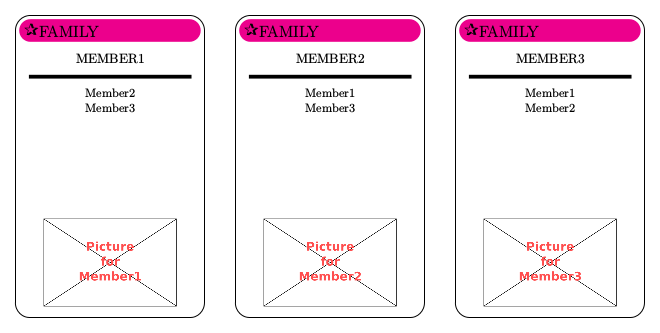 ✰FAMILY
MEMBER1
Member2
Member3
Picture
for
Member1
✰FAMILY
MEMBER2
Member1
Member3
Picture
for
Member2
✰FAMILY
MEMBER3
Member1
Member2
Picture
for
Member3